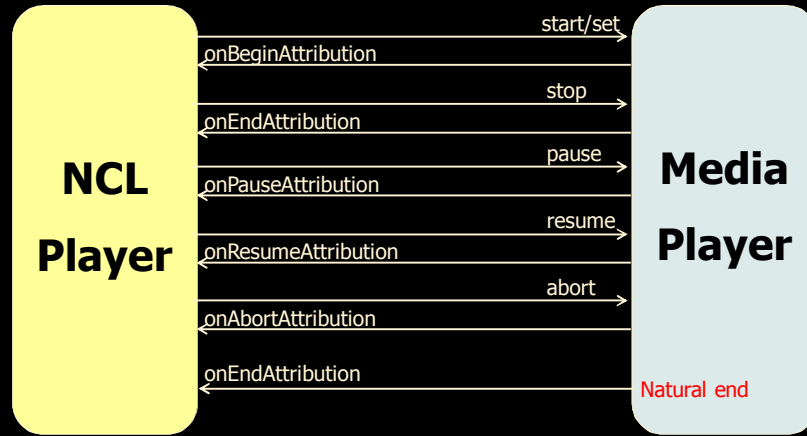 start/set
onBeginAttribution
stop
onEndAttribution
pause
onPauseAttribution
NCL
Player
Media
Player
resume
onResumeAttribution
abort
onAbortAttribution
onEndAttribution
Natural end